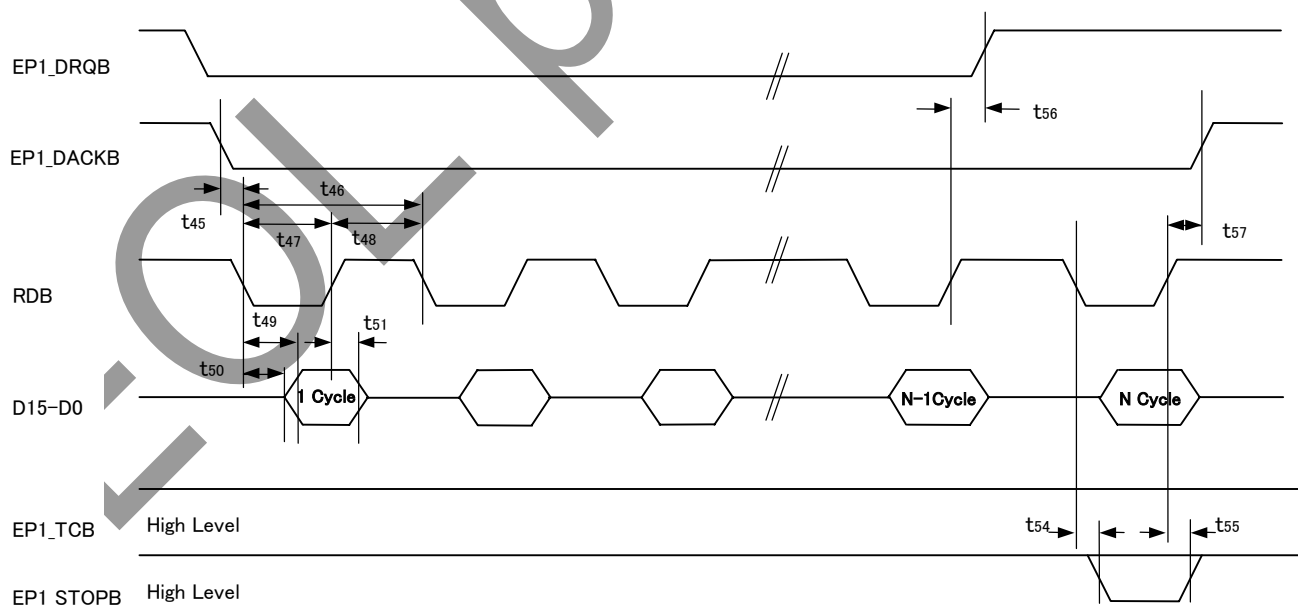 EP1_DRQB
t56
EP1_DACKB
t46
t45
t47
t48
t57
RDB
t49
t51
t50
D15-D0
1 Cycle
N-1Cycle
N Cycle
EP1_TCB
High Level
t54
t55
EP1 STOPB
High Level